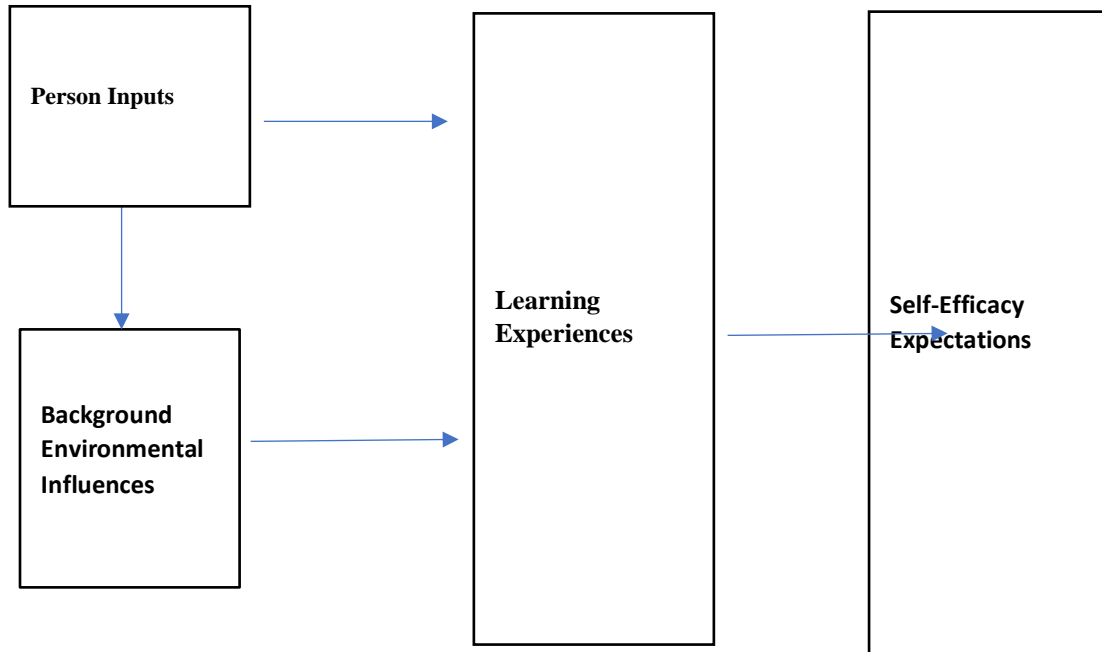 Person Inputs
Learning
Experiences
Self-Efficacy
Expectations
Background
Environmental
Influences